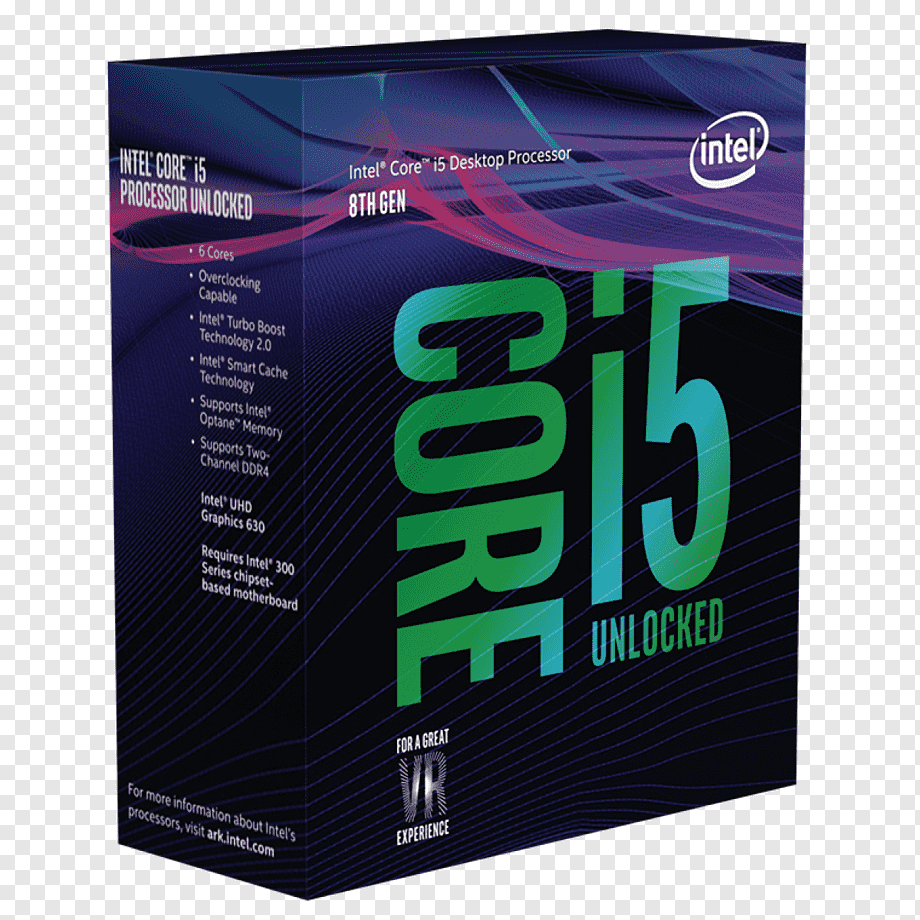 INTEL® CORE™ i5
PROCESSOR UNLOCKED
• 6 Cores
• Overclocking
Capable
• Intel® Turbo Boost
Technology 2.0
• Intel® Smart Cache
Technology
• Supports Intel®
Optane™ Memory
• Supports Two-
Channel DDR4
Intel® UHD
Graphics 630
Requires Intel® 300
Series chipset-
based motherboard
For more information about Intel's
processors, visit ark.intel.com
Intel® Core™ i5 Desktop Processor
8TH GEN
intel®
CORE
i5
UNLOCKED
FOR A GREAT
VR
EXPERIENCE